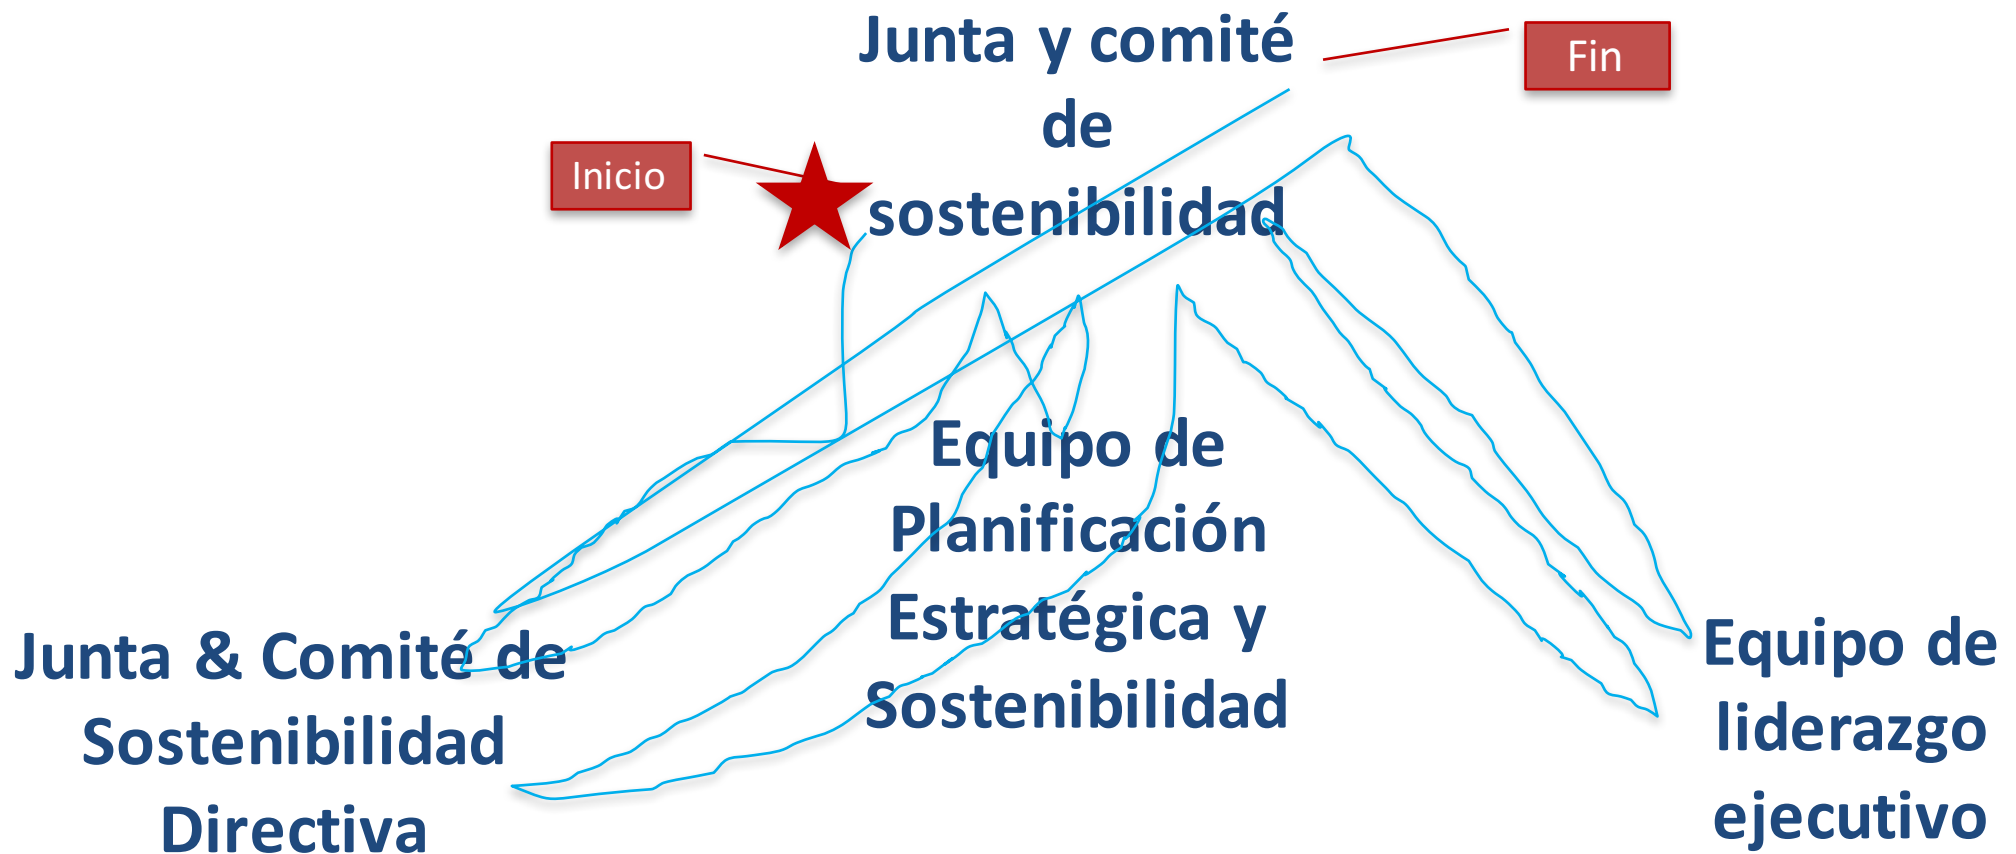 Junta y comité
de
sostenibilidad
Fin
Inicio
Equipo de
Planificación
Estratégica y
Sostenibilidad
Junta & Comité de
Sostenibilidad
Directiva
Equipo de
liderazgo
ejecutivo